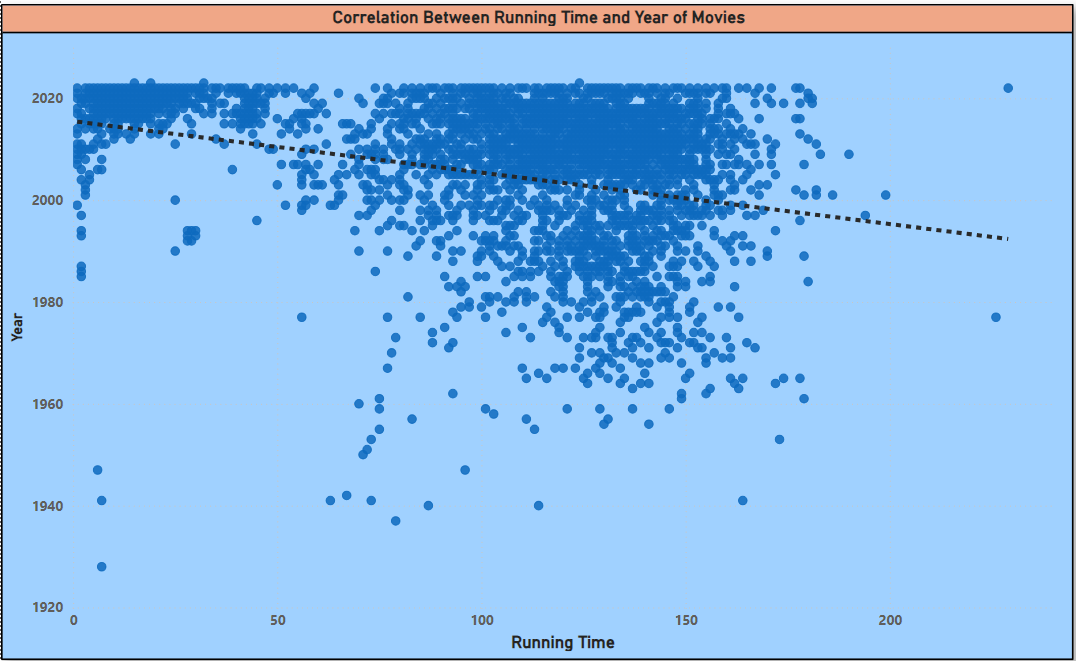 Correlation Between Running Time and Year of Movies
2020
2000
1980
Year
1960
1940
1920
0 50 100 150 200
Running Time